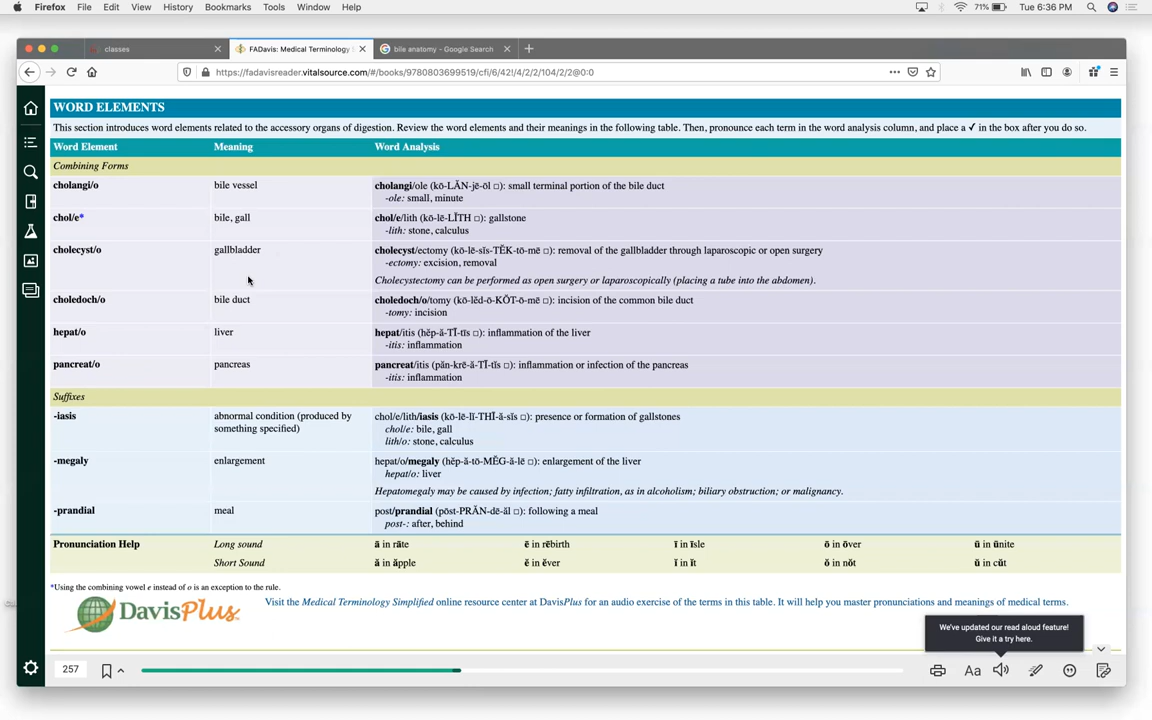 Firefox File Edit View History Bookmarks Tools Window Help 71% Tue 6:36 PM
classes FADavis: Medical Terminology bile anatomy - Google Search
https://fadavisreader.vitalsource.com/#/books/9780803699519/cfi/6/42!/4/2/2/104/2/2@0:0
WORD ELEMENTS
This section introduces word elements related to the accessory organs of digestion. Review the word elements and their meanings in the following table. Then, pronounce each term in the word analysis column, and place a ✓ in the box after you do so.
Word Element Meaning Word Analysis
Combining Forms
cholangi/o bile vessel cholangi/ole (kō-LĂN-jē-ōl □): small terminal portion of the bile duct
-ole: small, minute
chol/e* bile, gall chol/e/lith (kō-lē-LĬTH □): gallstone
-lith: stone, calculus
cholecyst/o gallbladder cholecyst/ectomy (kō-lē-sĭs-TĔK-tō-mē □): removal of the gallbladder through laparoscopic or open surgery
-ectomy: excision, removal
Cholecystectomy can be performed as open surgery or laparoscopically (placing a tube into the abdomen).
choledoch/o bile duct choledoch/o/tomy (kō-lĕd-ō-KŎT-ō-mē □): incision of the common bile duct
-tomy: incision
hepat/o liver hepat/itis (hĕp-ă-TĪ-tĭs □): inflammation of the liver
-itis: inflammation
pancreat/o pancreas pancreat/itis (păn-krē-ă-TĪ-tĭs □): inflammation or infection of the pancreas
-itis: inflammation
Suffixes
-iasis abnormal condition (produced by chol/e/lith/iasis (kō-lē-lĭ-THĪ-ă-sĭs □): presence or formation of gallstones
something specified) chol/e: bile, gall
lith/o: stone, calculus
-megaly enlargement hepat/o/megaly (hĕp-ă-tō-MĔG-ă-lē □): enlargement of the liver
hepat/o: liver
Hepatomegaly may be caused by infection; fatty infiltration, as in alcoholism; biliary obstruction; or malignancy.
-prandial meal post/prandial (pōst-PRĂN-dē-ăl □): following a meal
post-: after, behind
Pronunciation Help Long sound ā in rāte ē in rēbirth ī in īsle ō in ōver ū in ūnite
Short Sound ă in ăpple ĕ in ĕver ĭ in ĭt ŏ in nŏt ŭ in cŭt
*Using the combining vowel e instead of o is an exception to the rule.
DavisPlus Visit the Medical Terminology Simplified online resource center at DavisPlus for an audio exercise of the terms in this table. It will help you master pronunciations and meanings of medical terms.
We've updated our read aloud feature!
Give it a try here.
257 Aa